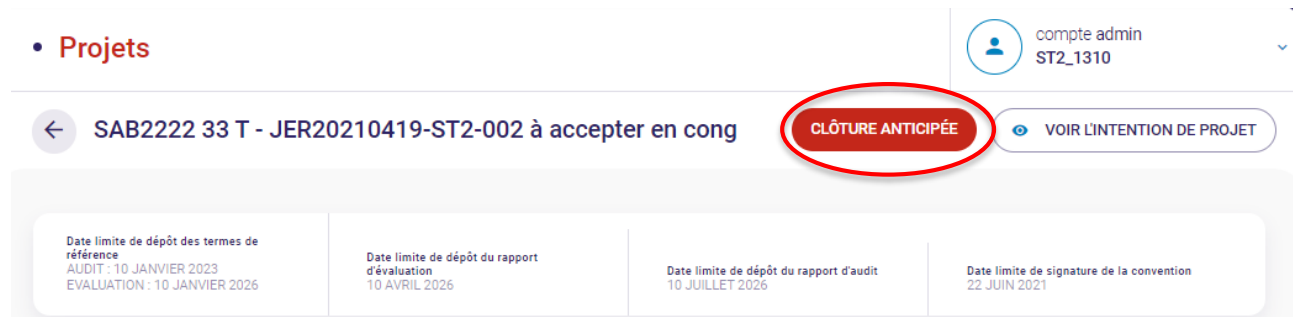 Projets
compte admin
ST2_1310
SAB2222 33 T - JER20210419-ST2-002 à accepter en cong
CLÔTURE ANTICIPÉE
VOIR L'INTENTION DE PROJET
Date limite de dépôt des termes de
référence
AUDIT : 10 JANVIER 2023
EVALUATION : 10 JANVIER 2026
Date limite de dépôt du rapport
d'évaluation
10 AVRIL 2026
Date limite de dépôt du rapport d'audit
10 JUILLET 2026
Date limite de signature de la convention
22 JUIN 2021